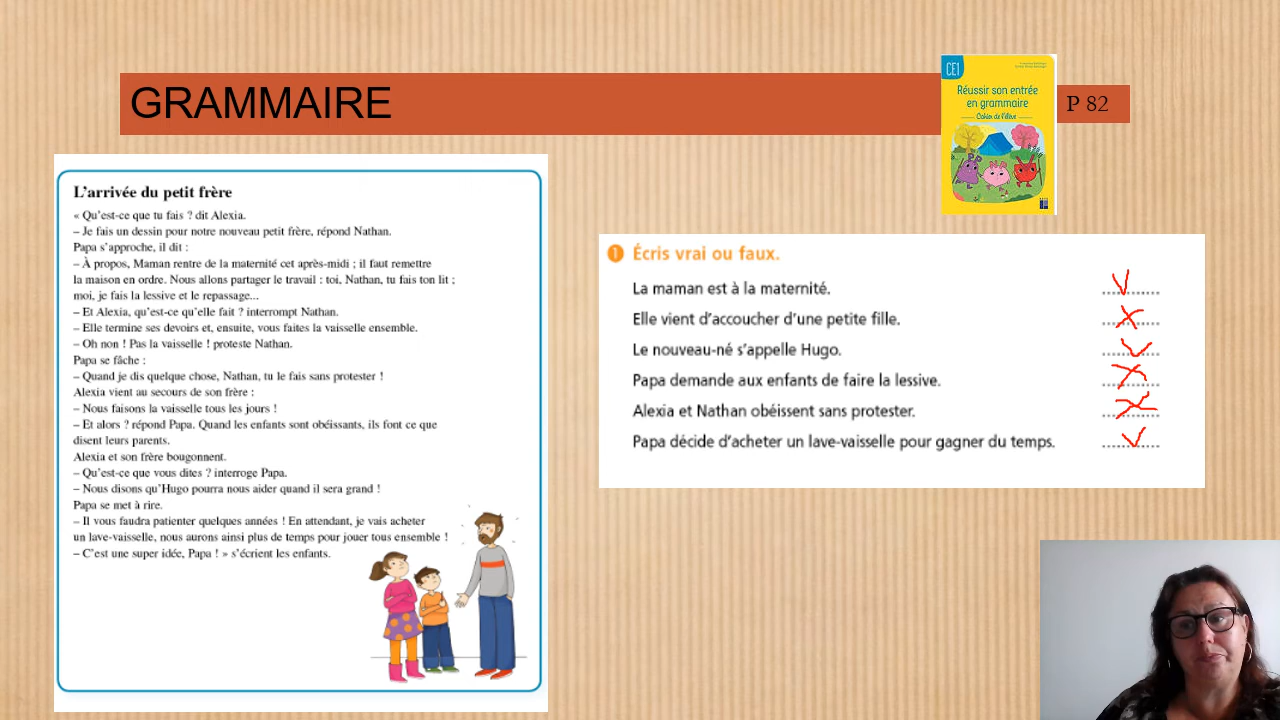 GRAMMAIRE
CE1
Réussir son entrée
en grammaire
Cahier de l'élève
P 82
L'arrivée du petit frère
« Qu'est-ce que tu fais ? dit Alexia.
– Je fais un dessin pour notre nouveau petit frère, répond Nathan.
Papa s'approche, il dit :
– À propos, Maman rentre de la maternité cet après-midi ; il faut remettre
la maison en ordre. Nous allons partager le travail : toi, Nathan, tu fais ton lit ;
moi, je fais la lessive et le repassage...
– Et Alexia, qu'est-ce qu'elle fait ? interrompt Nathan.
– Elle termine ses devoirs et, ensuite, vous faites la vaisselle ensemble.
– Oh non ! Pas la vaisselle ! proteste Nathan.
Papa se fâche :
– Quand je dis quelque chose, Nathan, tu le fais sans protester !
Alexia vient au secours de son frère :
– Nous faisons la vaisselle tous les jours !
– Et alors ? répond Papa. Quand les enfants sont obéissants, ils font ce que
disent leurs parents.
Alexia et son frère bougonnent.
– Qu'est-ce que vous dites ? interroge Papa.
– Nous disons qu'Hugo pourra nous aider quand il sera grand !
Papa se met à rire.
– Il vous faudra patienter quelques années ! En attendant, je vais acheter
un lave-vaisselle, nous aurons ainsi plus de temps pour jouer tous ensemble !
– C'est une super idée, Papa ! » s'écrient les enfants.
1 Écris vrai ou faux.
La maman est à la maternité. ............
Elle vient d'accoucher d'une petite fille. ............
Le nouveau-né s'appelle Hugo. ............
Papa demande aux enfants de faire la lessive. ............
Alexia et Nathan obéissent sans protester. ............
Papa décide d'acheter un lave-vaisselle pour gagner du temps. ............